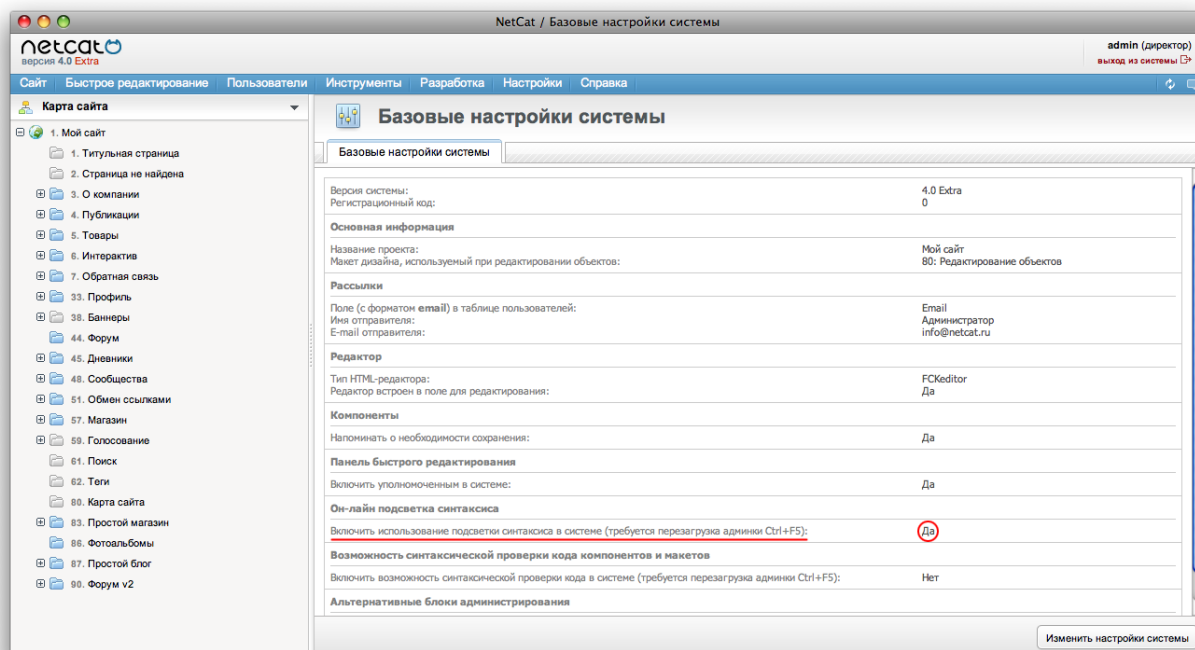 NetCat / Базовые настройки системы
netcat
версия 4.0 Extra
admin (директор)
выход из системы
Сайт Быстрое редактирование Пользователи Инструменты Разработка Настройки Справка
Карта сайта
1. Мой сайт
1. Титульная страница
2. Страница не найдена
3. О компании
4. Публикации
5. Товары
6. Интерактив
7. Обратная связь
33. Профиль
38. Баннеры
44. Форум
45. Дневники
48. Сообщества
51. Обмен ссылками
57. Магазин
59. Голосование
61. Поиск
62. Теги
80. Карта сайта
83. Простой магазин
86. Фотоальбомы
87. Простой блог
90. Форум v2
Базовые настройки системы
Базовые настройки системы
Версия системы: 4.0 Extra
Регистрационный код: 0
Основная информация
Название проекта: Мой сайт
Макет дизайна, используемый при редактировании объектов: 80: Редактирование объектов
Рассылки
Поле (с форматом email) в таблице пользователей: Email
Имя отправителя: Администратор
E-mail отправителя: info@netcat.ru
Редактор
Тип HTML-редактора: FCKeditor
Редактор встроен в поле для редактирования: Да
Компоненты
Напоминать о необходимости сохранения: Да
Панель быстрого редактирования
Включить уполномоченным в системе: Да
Он-лайн подсветка синтаксиса
Включить использование подсветки синтаксиса в системе (требуется перезагрузка админки Ctrl+F5): Да
Возможность синтаксической проверки кода компонентов и макетов
Включить возможность синтаксической проверки кода в системе (требуется перезагрузка админки Ctrl+F5): Нет
Альтернативные блоки администрирования
Изменить настройки системы